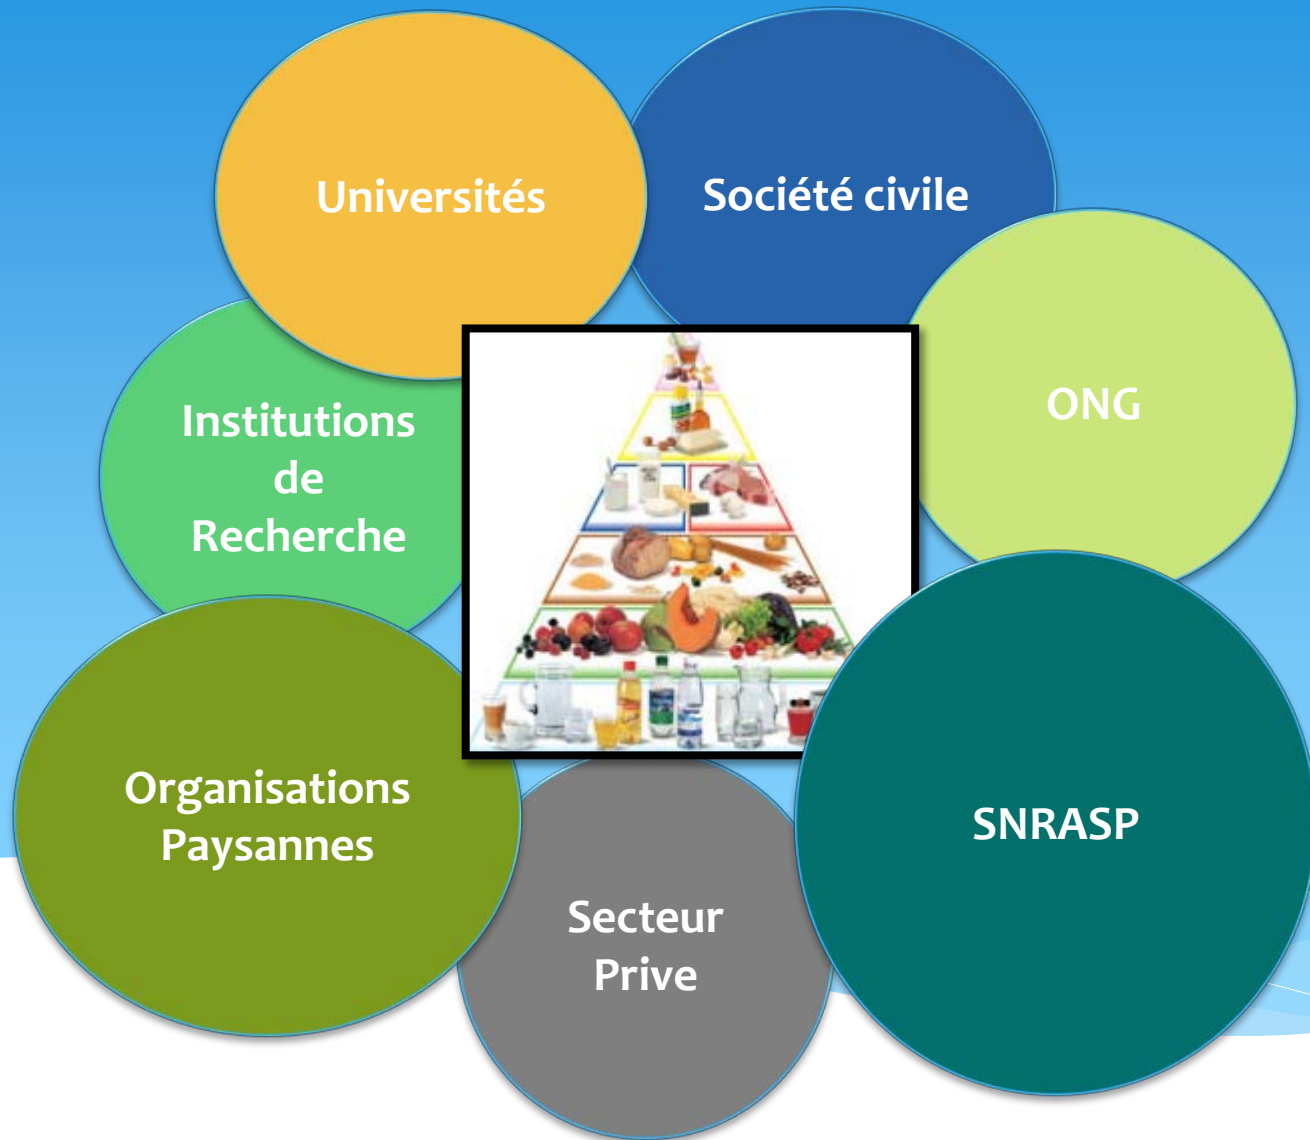 Universités
Société civile
ONG
Institutions
de
Recherche
Organisations
Paysannes
SNRASP
Secteur
Prive